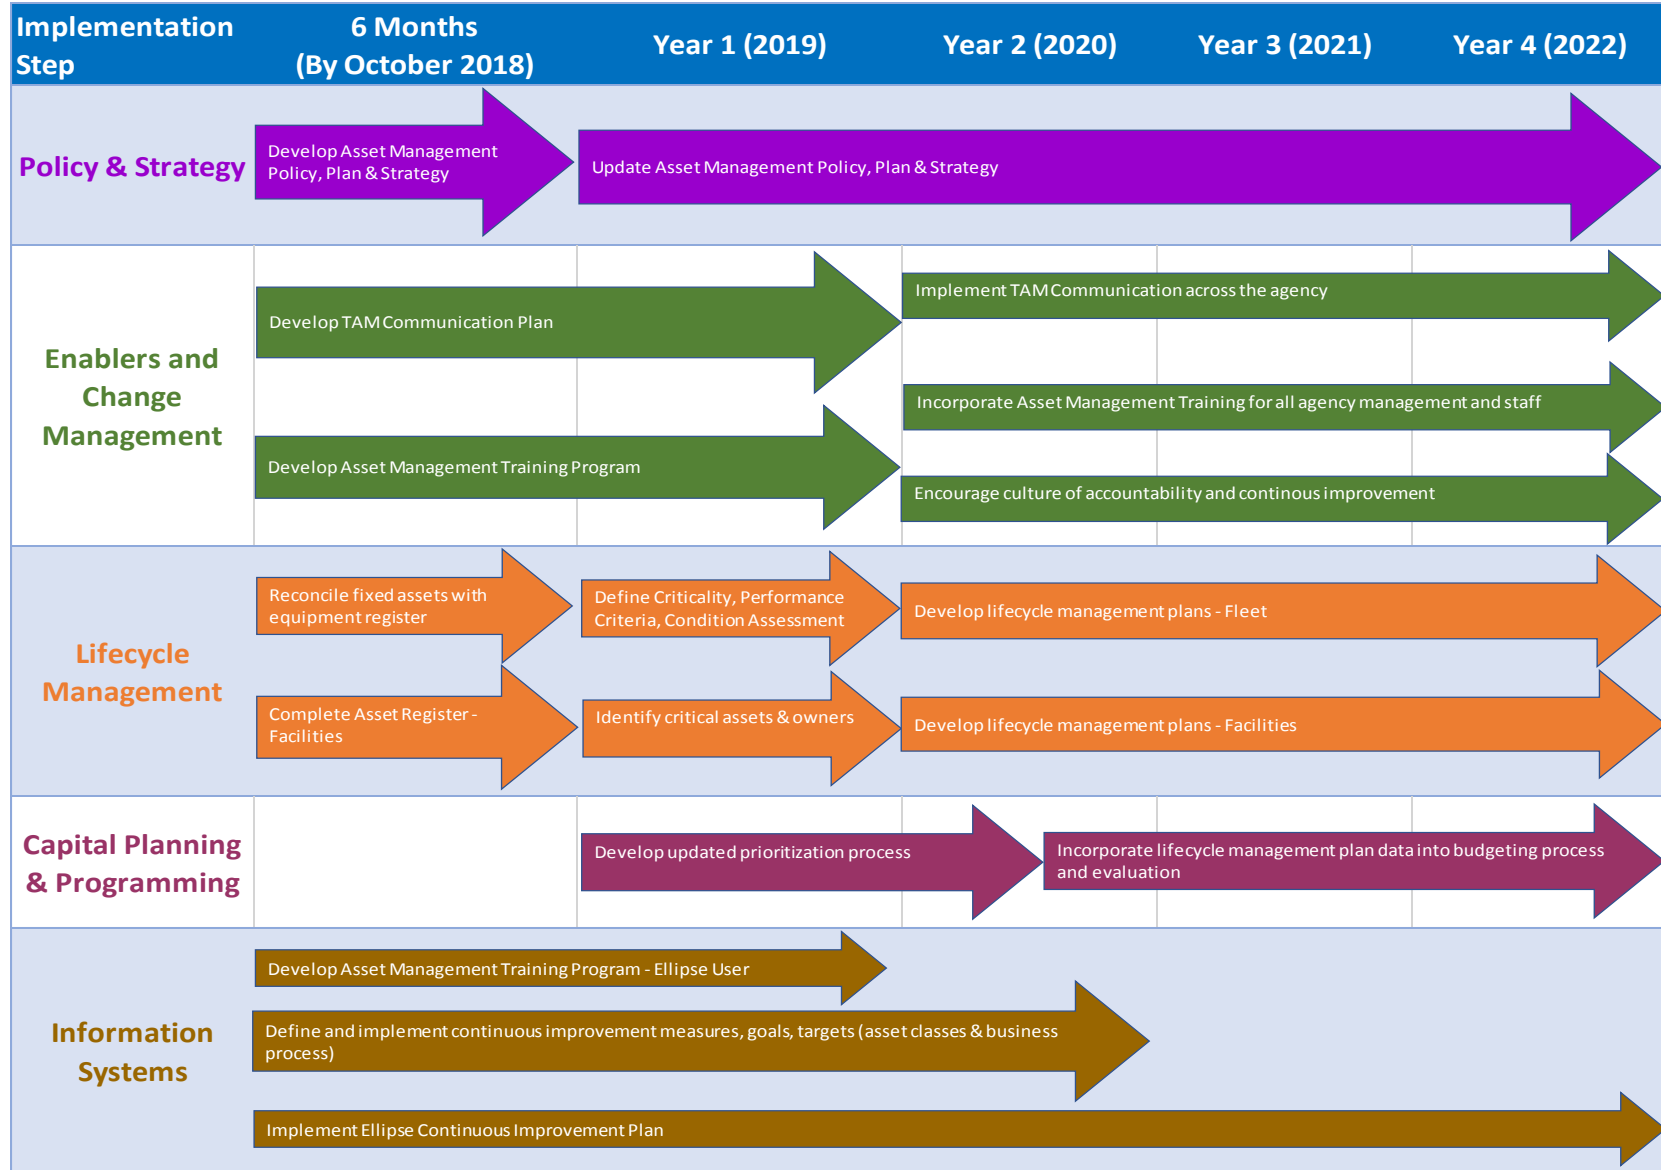 Implementation
Step
6 Months
(By October 2018)
Year 1 (2019)
Year 2 (2020)
Year 3 (2021)
Year 4 (2022)
Policy & Strategy
Develop Asset Management
Policy, Plan & Strategy
Update Asset Management Policy, Plan & Strategy
Enablers and
Change
Management
Develop TAM Communication Plan
Implement TAM Communication across the agency
Incorporate Asset Management Training for all agency management and staff
Develop Asset Management Training Program
Encourage culture of accountability and continous improvement
Lifecycle
Management
Reconcile fixed assets with
equipment register
Define Criticality, Performance
Criteria, Condition Assessment
Develop lifecycle management plans - Fleet
Complete Asset Register -
Facilities
Identify critical assets & owners
Develop lifecycle management plans - Facilities
Capital Planning
& Programming
Develop updated prioritization process
Incorporate lifecycle management plan data into budgeting process
and evaluation
Information
Systems
Develop Asset Management Training Program - Ellipse User
Define and implement continuous improvement measures, goals, targets (asset classes & business
process)
Implement Ellipse Continuous Improvement Plan